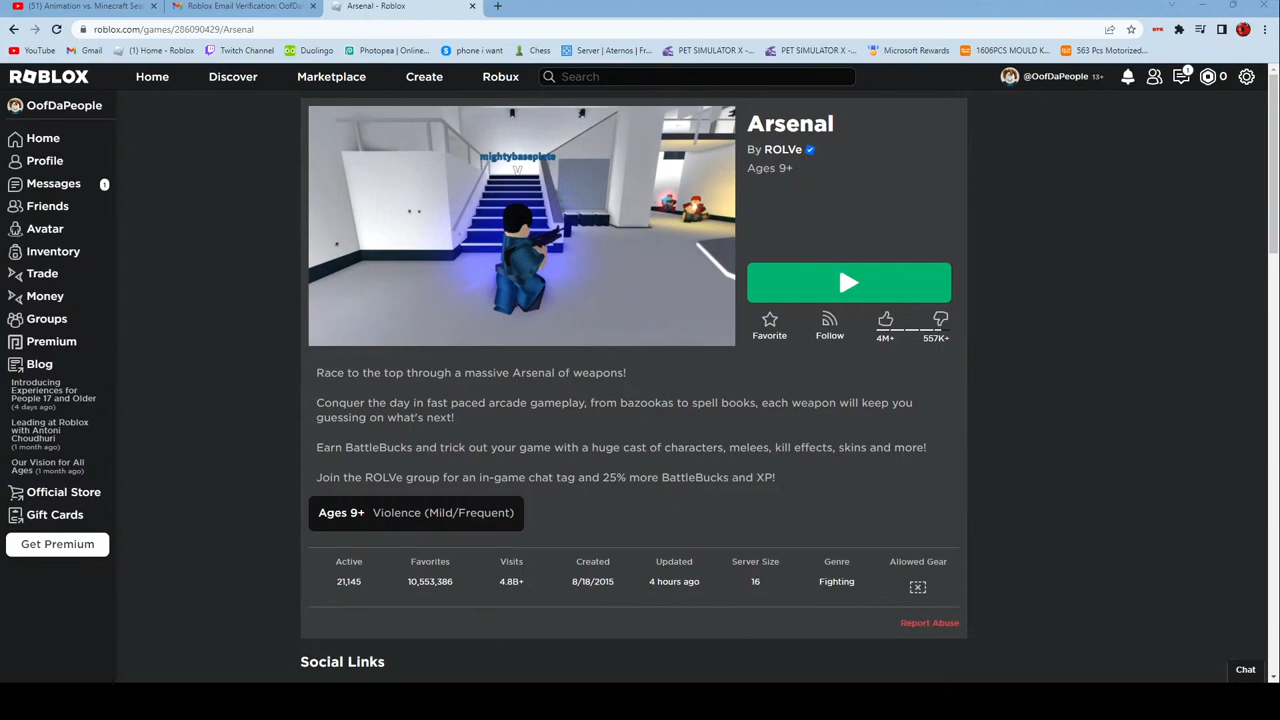 (51) Animation vs. Minecraft Sea
Roblox Email Verification: OofDa
Arsenal - Roblox
roblox.com/games/286090429/Arsenal
YouTube
Gmail
(1) Home - Roblox
Twitch Channel
Duolingo
Photopea | Online...
phone i want
Chess
Server | Aternos | Fr...
PET SIMULATOR X -...
PET SIMULATOR X -...
Microsoft Rewards
1606PCS MOULD K...
563 Pcs Motorized...
ROBLOX
Home
Discover
Marketplace
Create
Robux
Search
@OofDaPeople 13+
1
0
OofDaPeople
Home
Profile
Messages 1
Friends
Avatar
Inventory
Trade
Money
Groups
Premium
Blog
Introducing
Experiences for
People 17 and Older
(4 days ago)
Leading at Roblox
with Antoni
Choudhuri
(1 month ago)
Our Vision for All
Ages (1 month ago)
Official Store
Gift Cards
Get Premium
mightybaseplate
V
Arsenal
By ROLVe
Ages 9+
Favorite
Follow
4M+
557K+
Race to the top through a massive Arsenal of weapons!
Conquer the day in fast paced arcade gameplay, from bazookas to spell books, each weapon will keep you
guessing on what's next!
Earn BattleBucks and trick out your game with a huge cast of characters, melees, kill effects, skins and more!
Join the ROLVe group for an in-game chat tag and 25% more BattleBucks and XP!
Ages 9+ Violence (Mild/Frequent)
Active
Favorites
Visits
Created
Updated
Server Size
Genre
Allowed Gear
21,145
10,553,386
4.8B+
8/18/2015
4 hours ago
16
Fighting
Report Abuse
Social Links
Chat